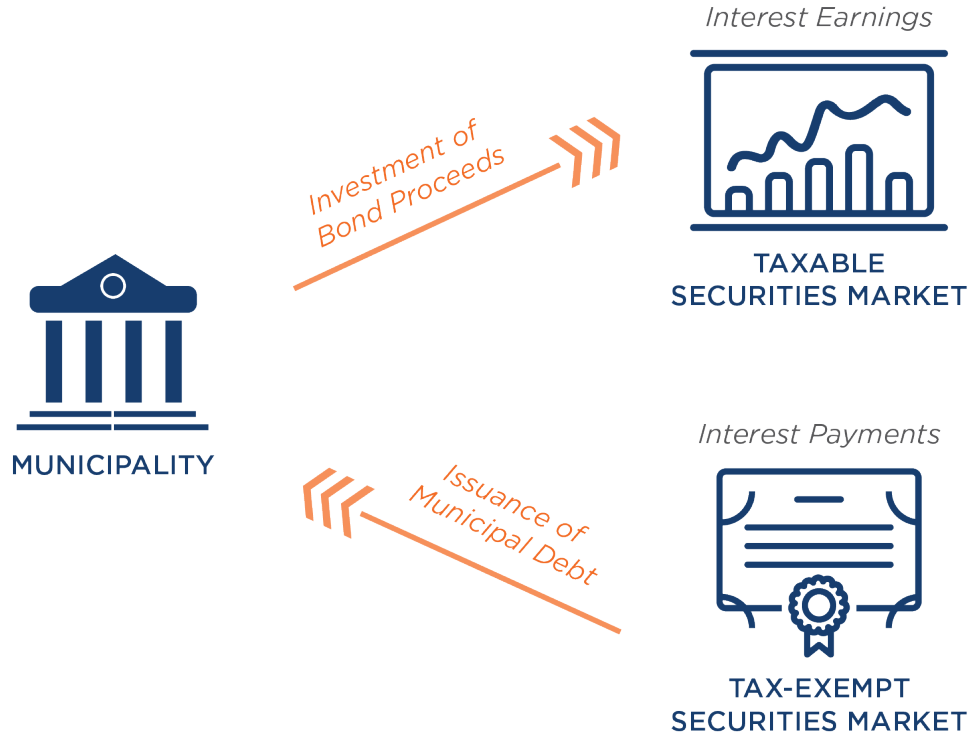 Interest Earnings
Investment of
Bond Proceeds
TAXABLE
SECURITIES MARKET
MUNICIPALITY
Interest Payments
Issuance of
Municipal Debt
TAX-EXEMPT
SECURITIES MARKET